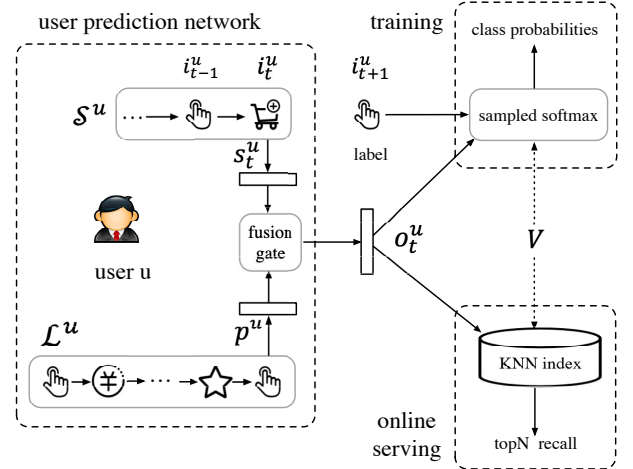 user prediction network
training
class probabilities
i^u_{t-1} i^u_t
i^u_{t+1}
𝒮^u
...
sampled softmax
label
s^u_t
fusion
gate
o^u_t
V
user u
ℒ^u
p^u
¥
...
KNN index
online
serving
topN recall